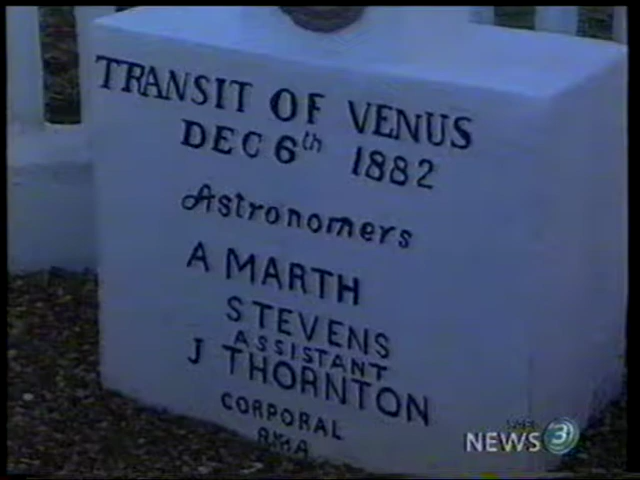 TRANSIT OF VENUS
DEC 6th 1882
Astronomers
A MARTH
STEVENS
ASSISTANT
J THORNTON
CORPORAL
NEWS 3